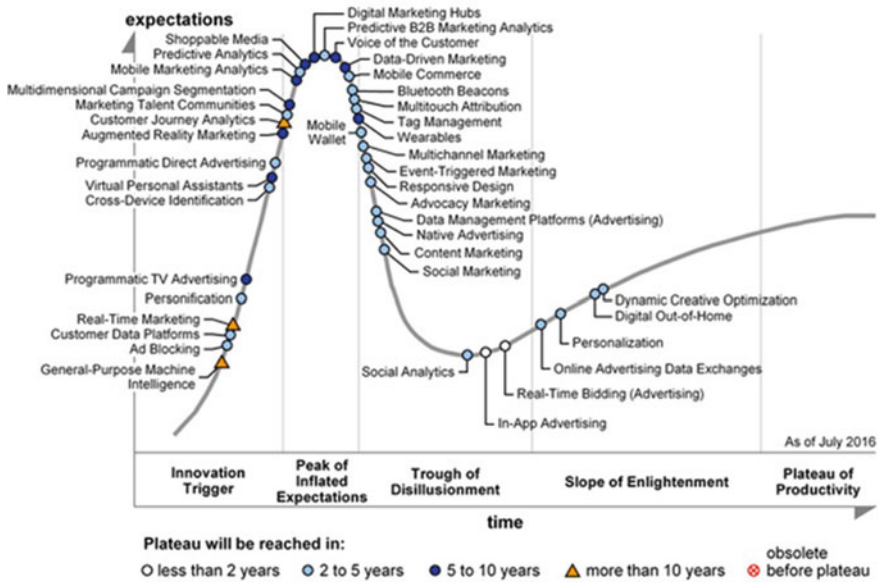 expectations
Digital Marketing Hubs
Predictive B2B Marketing Analytics
Voice of the Customer
Data-Driven Marketing
Mobile Commerce
Bluetooth Beacons
Multitouch Attribution
Tag Management
Wearables
Multichannel Marketing
Event-Triggered Marketing
Responsive Design
Advocacy Marketing
Data Management Platforms (Advertising)
Native Advertising
Content Marketing
Social Marketing
Shoppable Media
Predictive Analytics
Mobile Marketing Analytics
Multidimensional Campaign Segmentation
Marketing Talent Communities
Customer Journey Analytics
Augmented Reality Marketing
Mobile
Wallet
Programmatic Direct Advertising
Virtual Personal Assistants
Cross-Device Identification
Programmatic TV Advertising
Personification
Real-Time Marketing
Customer Data Platforms
Ad Blocking
General-Purpose Machine
Intelligence
Social Analytics
Dynamic Creative Optimization
Digital Out-of-Home
Personalization
Online Advertising Data Exchanges
Real-Time Bidding (Advertising)
In-App Advertising
As of July 2016
Innovation
Trigger
Peak of
Inflated
Expectations
Trough of
Disillusionment
Slope of Enlightenment
Plateau of
Productivity
time
Plateau will be reached in:
less than 2 years
2 to 5 years
5 to 10 years
more than 10 years
obsolete
before plateau